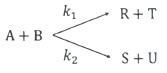 k₁ R + T
A + B
k₂ S + U